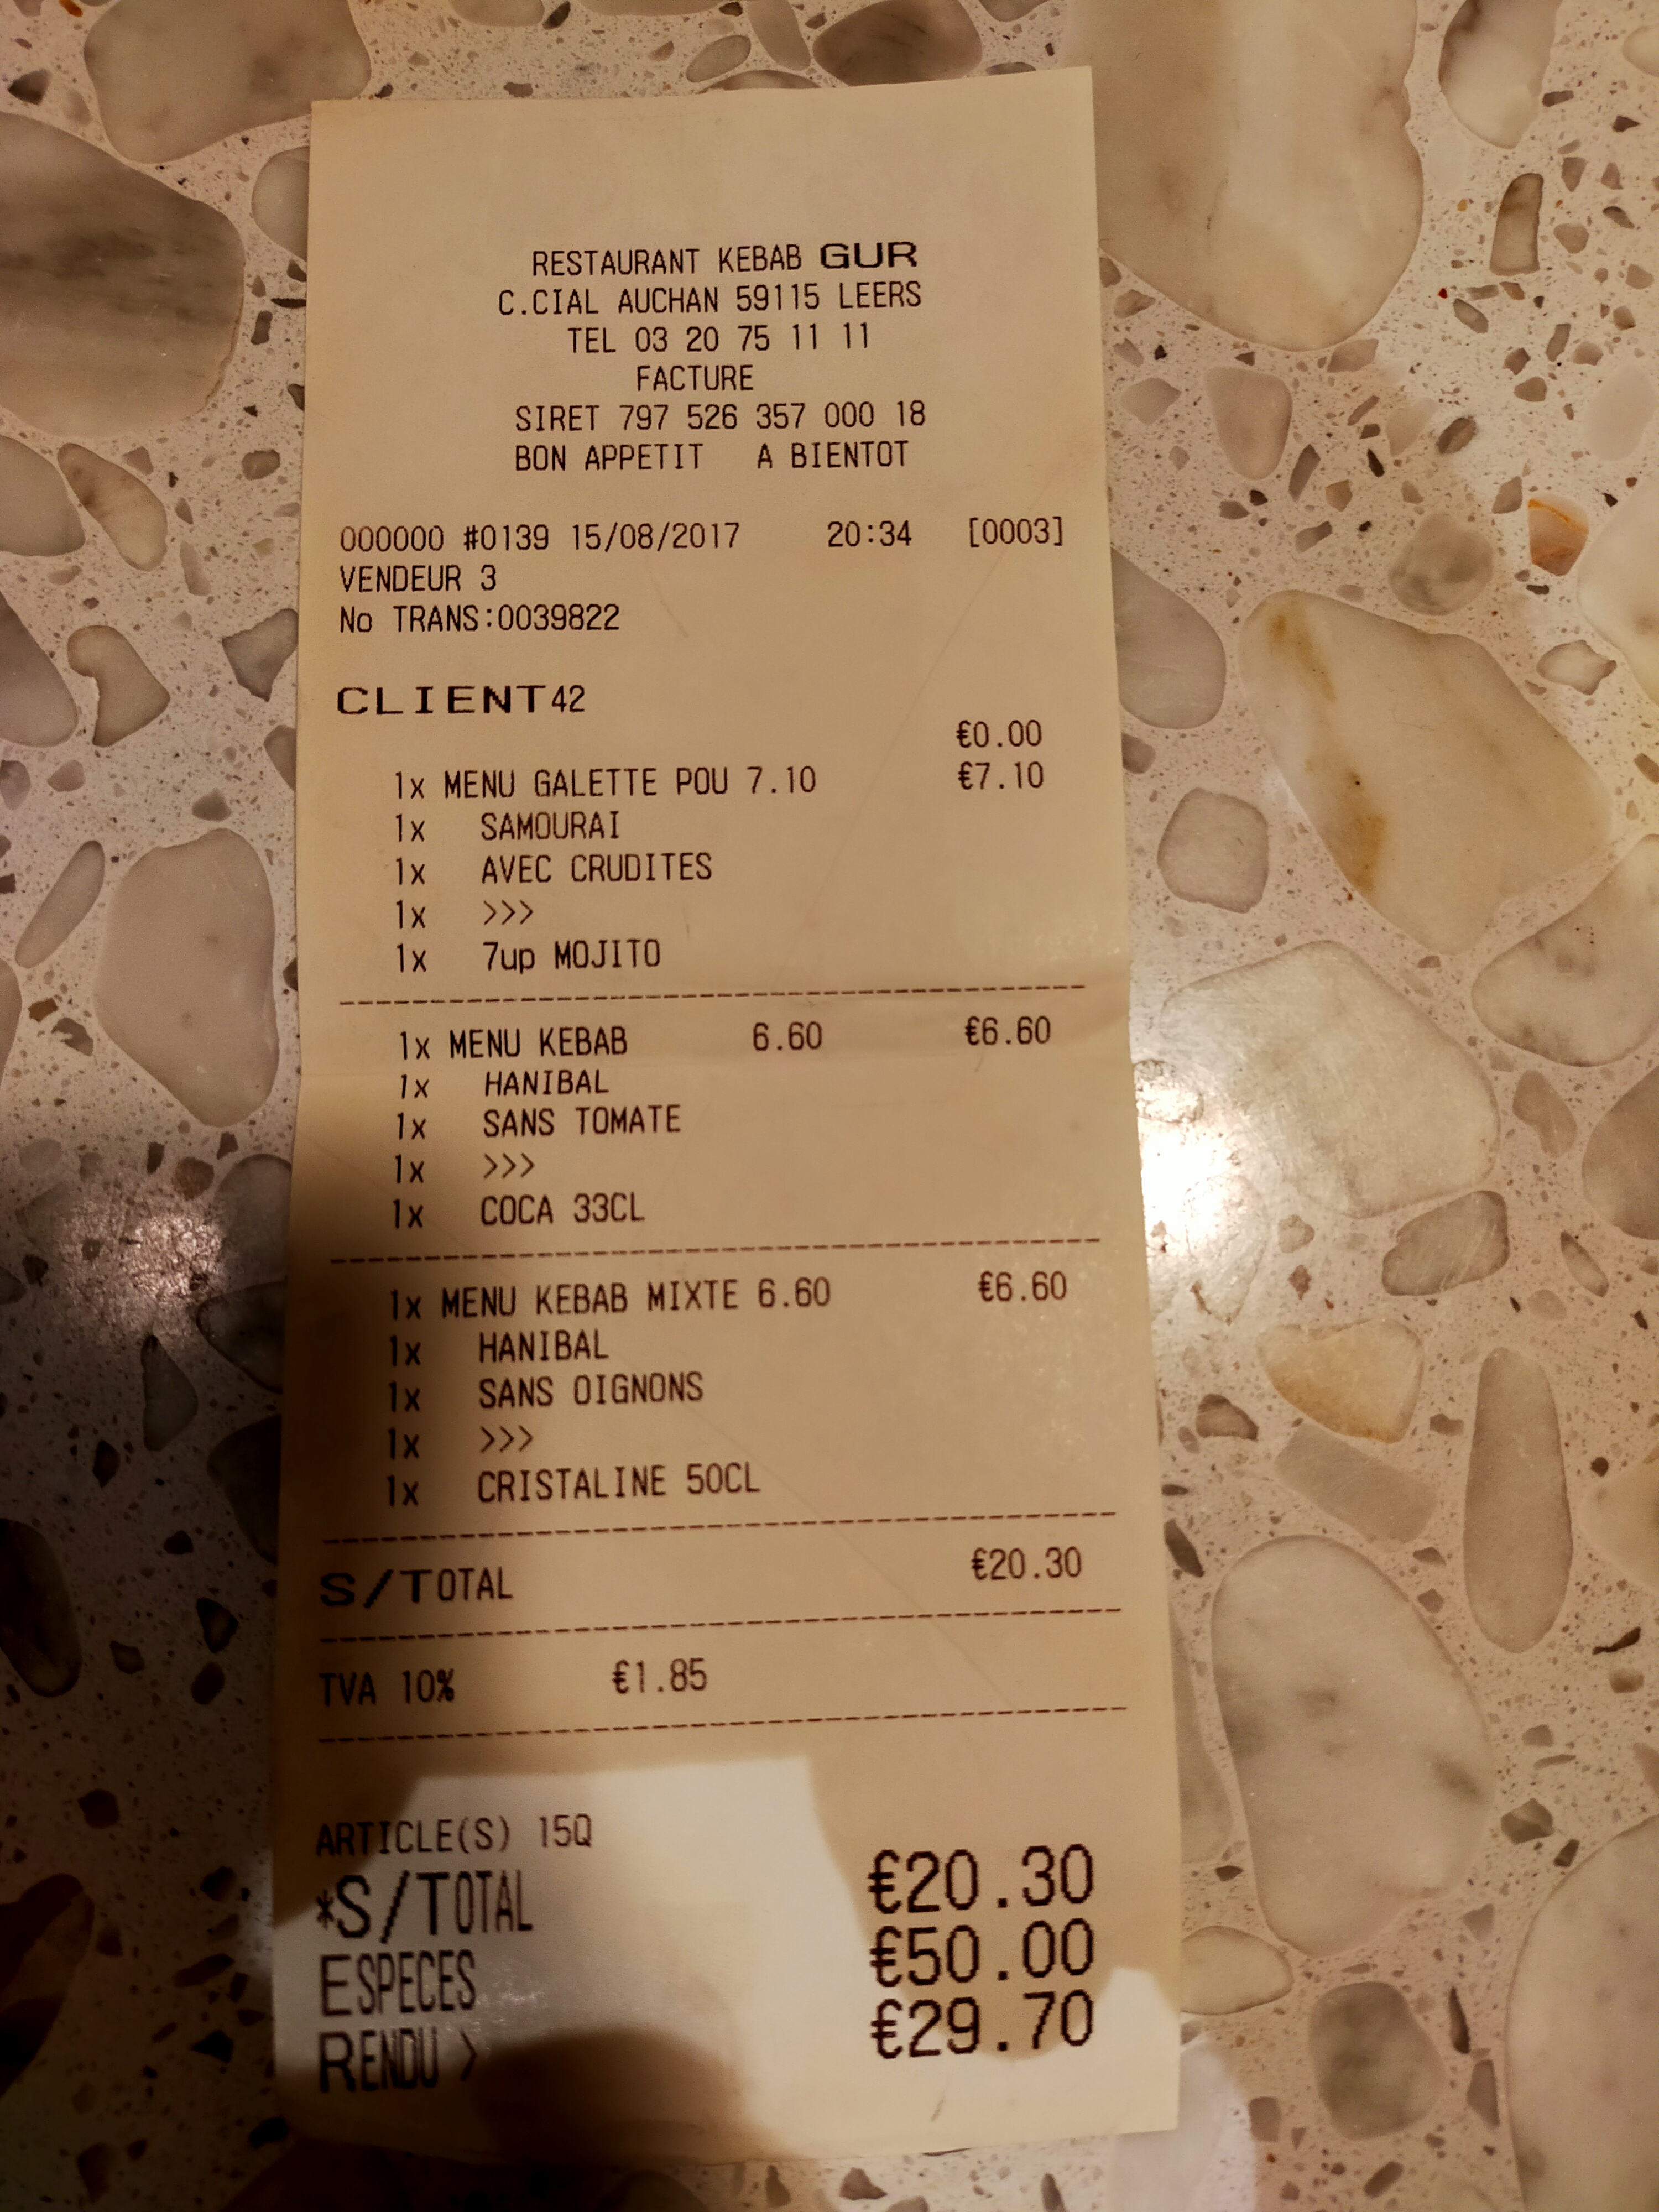 RESTAURANT KEBAB GUR
C.CIAL AUCHAN 59115 LEERS
TEL 03 20 75 11 11
FACTURE
SIRET 797 526 357 000 18
BON APPETIT A BIENTOT
000000 #0139 15/08/2017 20:34 [0003]
VENDEUR 3
No TRANS:0039822
CLIENT42
€0.00
1x MENU GALETTE POU 7.10 €7.10
1x SAMOURAI
1x AVEC CRUDITES
1x >>>
1x 7up MOJITO
------------------------------------------
1x MENU KEBAB 6.60 €6.60
1x HANIBAL
1x SANS TOMATE
1x >>>
1x COCA 33CL
------------------------------------------
1x MENU KEBAB MIXTE 6.60 €6.60
1x HANIBAL
1x SANS OIGNONS
1x >>>
1x CRISTALINE 50CL
------------------------------------------
S/TOTAL €20.30
------------------------------------------
TVA 10% €1.85
------------------------------------------
ARTICLE(S) 15Q
*S/TOTAL €20.30
ESPECES €50.00
RENDU > €29.70